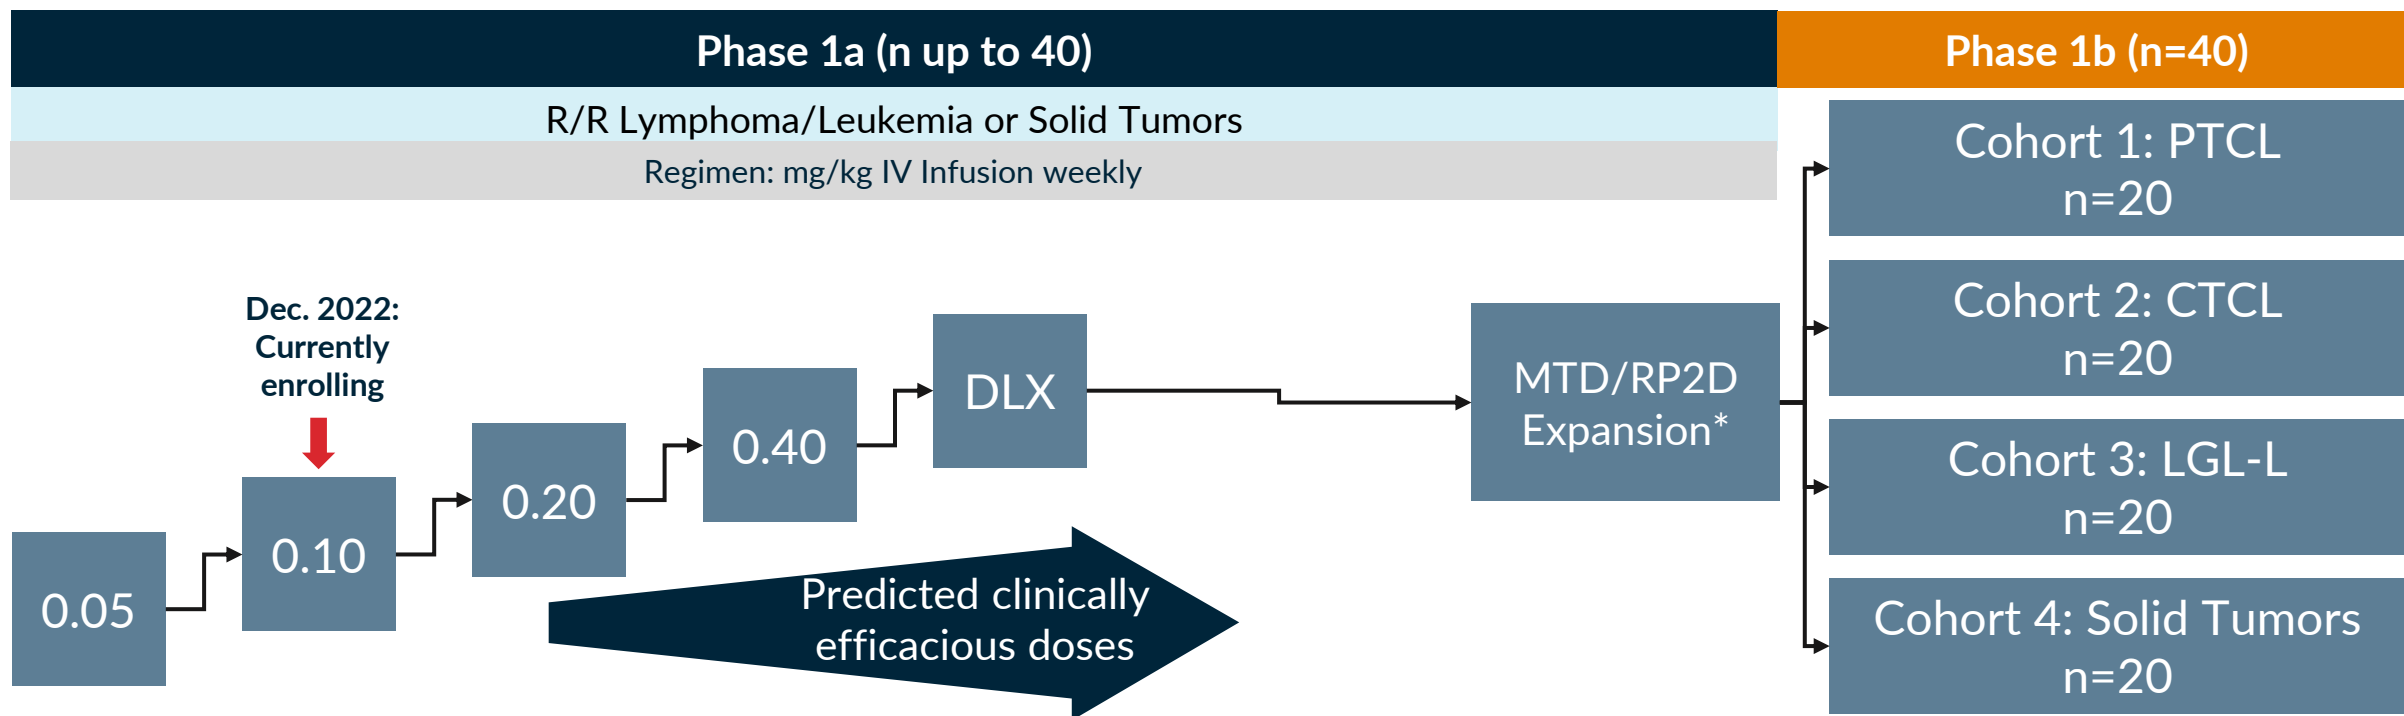 Phase 1a (n up to 40)
Phase 1b (n=40)
R/R Lymphoma/Leukemia or Solid Tumors
Regimen: mg/kg IV Infusion weekly
Dec. 2022:
Currently
enrolling
0.05
0.10
0.20
0.40
DLX
MTD/RP2D
Expansion*
Predicted clinically
efficacious doses
Cohort 1: PTCL
n=20
Cohort 2: CTCL
n=20
Cohort 3: LGL-L
n=20
Cohort 4: Solid Tumors
n=20